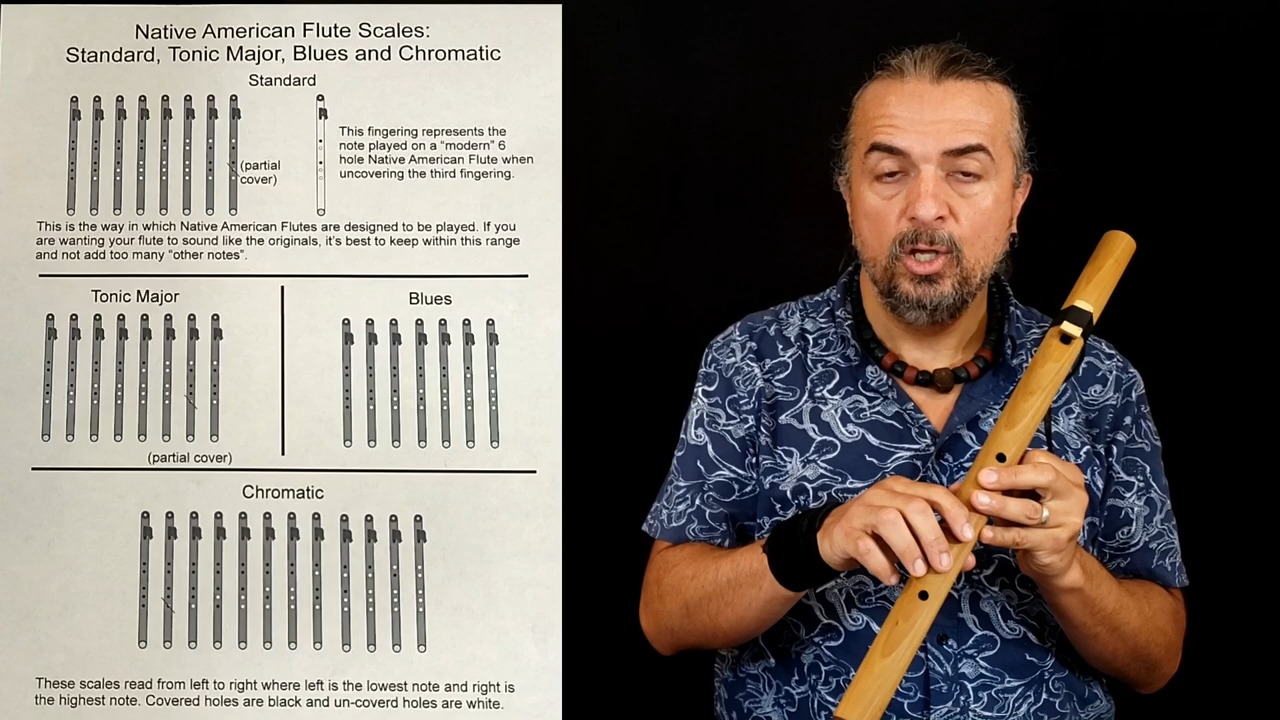 Native American Flute Scales:
Standard, Tonic Major, Blues and Chromatic
Standard
(partial
cover)
This fingering represents the
note played on a “modern” 6
hole Native American Flute when
uncovering the third fingering.
This is the way in which Native American Flutes are designed to be played. If you
are wanting your flute to sound like the originals, it’s best to keep within this range
and not add too many “other notes”.
Tonic Major
(partial cover)
Blues
Chromatic
These scales read from left to right where left is the lowest note and right is
the highest note. Covered holes are black and un-coverd holes are white.